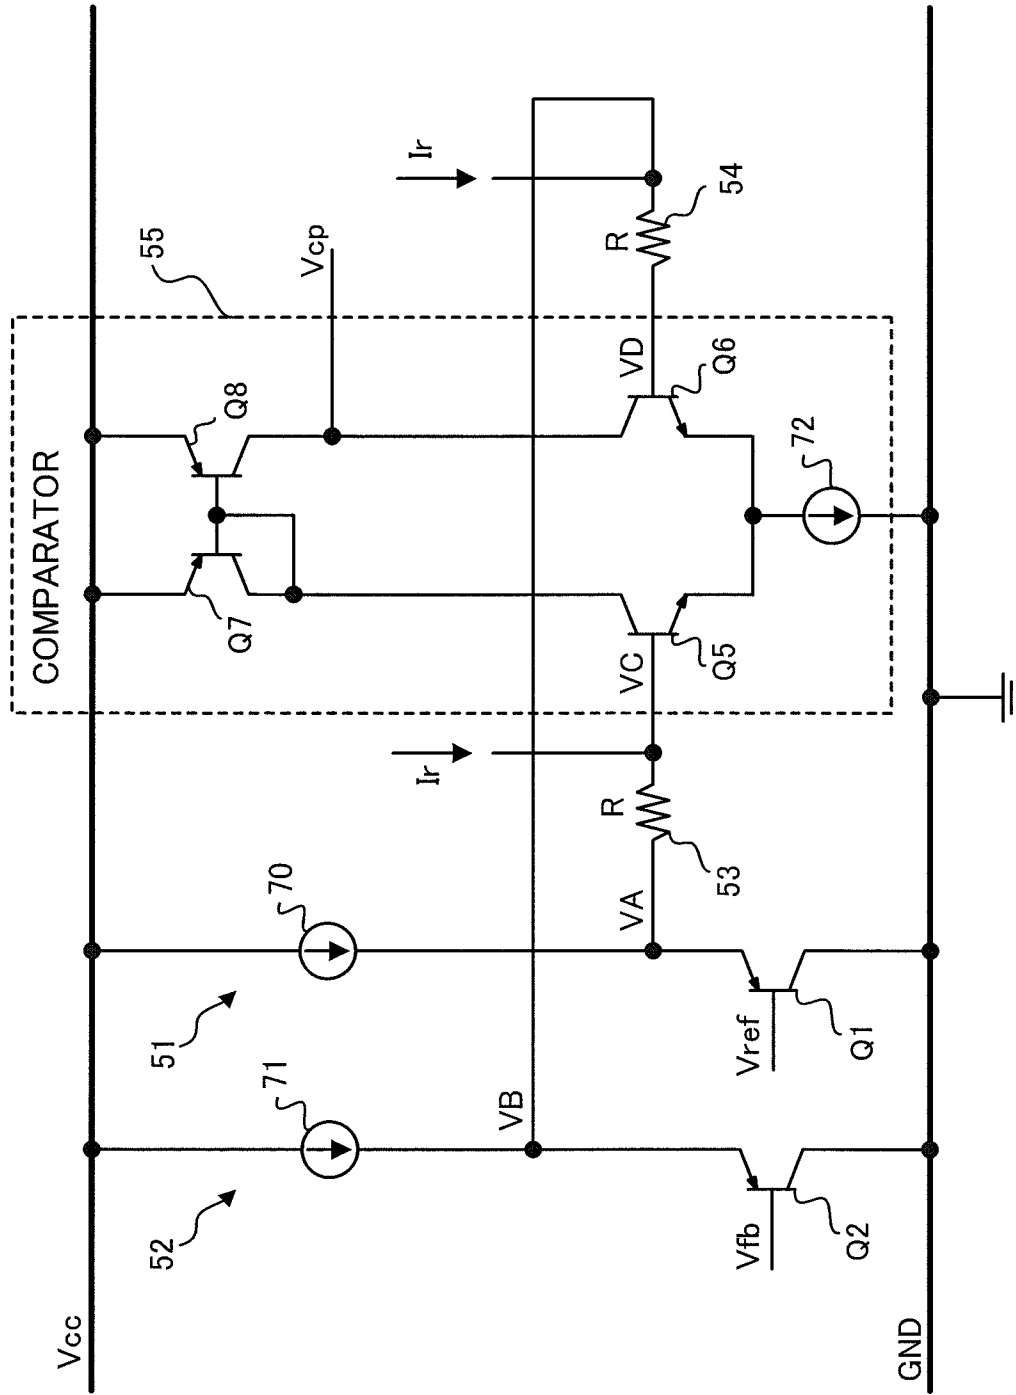 COMPARATOR
55
Vcc
Q7
Q8
52
71
51
70
Ir
Vcp
Ir
VB
VA
R
53
VC
Q5
VD
Q6
R
54
72
Vfb
Q2
Vref
Q1
GND